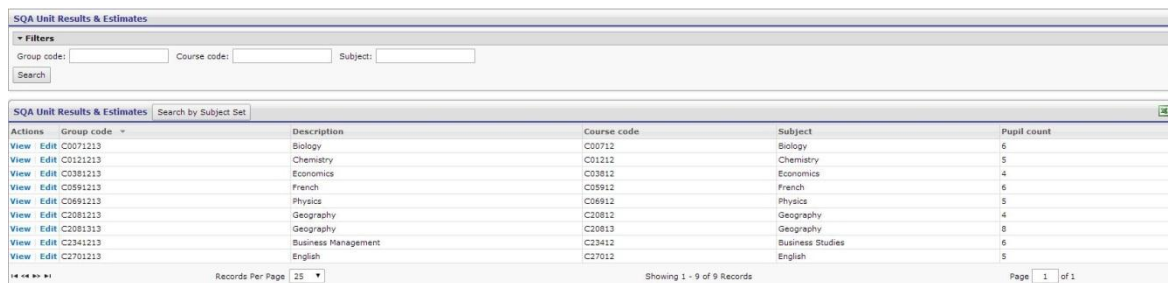 SQA Unit Results & Estimates
Filters
Group code: Course code: Subject:
Search
SQA Unit Results & Estimates Search by Subject Set
Actions Group code Description Course code Subject Pupil count
View Edit C0071213 Biology C00712 Biology 6
View Edit C0121213 Chemistry C01212 Chemistry 5
View Edit C0381213 Economics C03812 Economics 4
View Edit C0591213 French C05912 French 6
View Edit C0691213 Physics C06912 Physics 5
View Edit C2081213 Geography C20812 Geography 4
View Edit C2081313 Geography C20813 Geography 8
View Edit C2341213 Business Management C23412 Business Studies 6
View Edit C2701213 English C27012 English 5
Records Per Page 25 Showing 1 - 9 of 9 Records Page 1 of 1